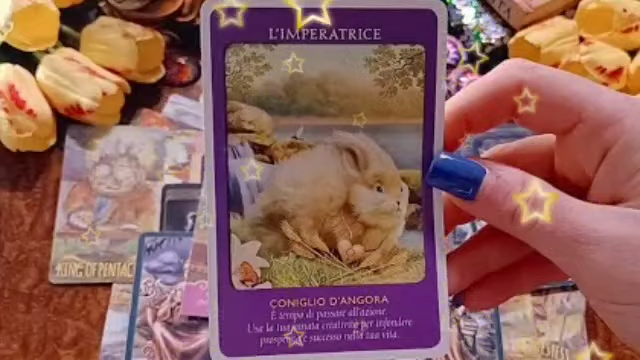 L'IMPERATRICE
KING OF PENTAC
CONIGLIO D'ANGORA
È tempo di passare all'azione.
Usa la tua innata creatività per infondere
prosperità e successo nella tua vita.